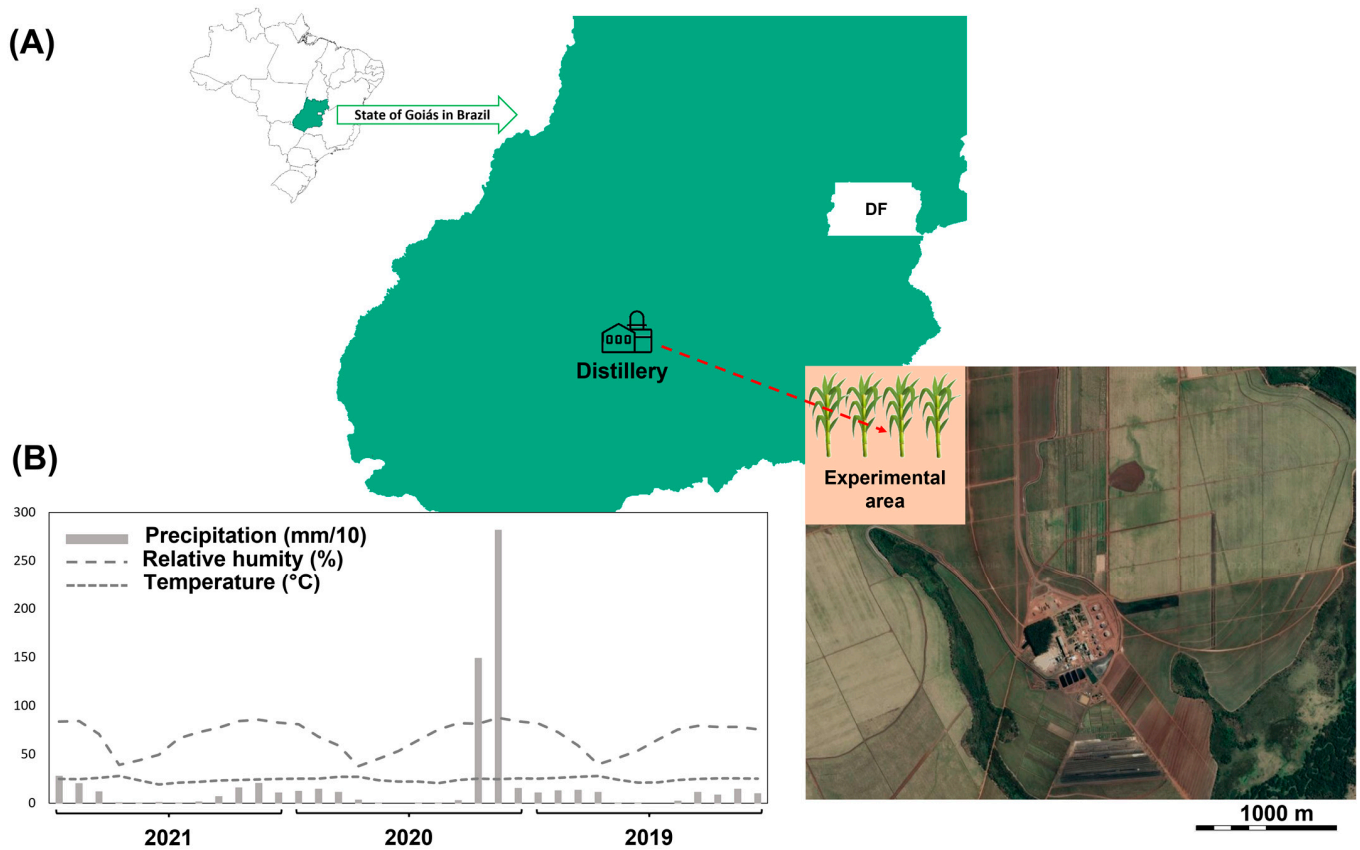 (A)
State of Goiás in Brazil
DF
Distillery
Experimental
area
(B)
300
250
200
150
100
50
0
Precipitation (mm/10)
Relative humity (%)
Temperature (°C)
2021
2020
2019
1000 m